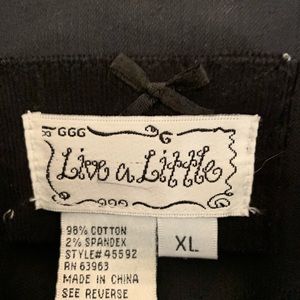 GGG
Live a Little
98% COTTON
2% SPANDEX
STYLE# 45592
RN 63963
MADE IN CHINA
SEE REVERSE
XL